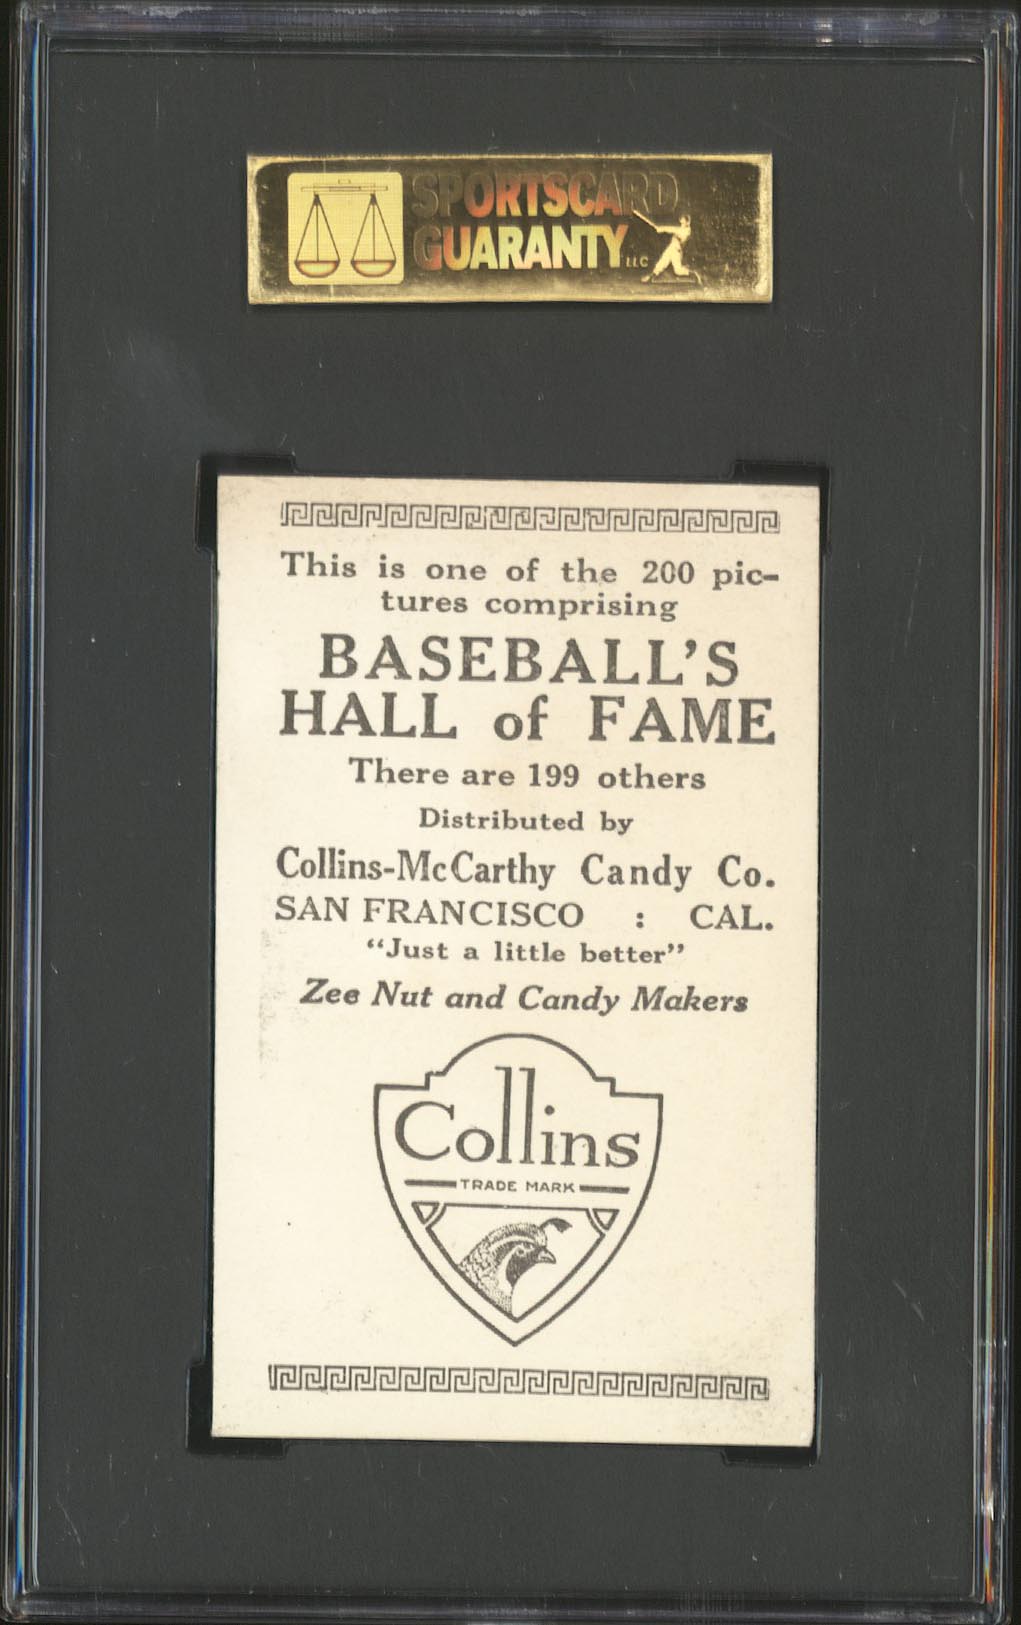 SPORTSCARD
GUARANTY LLC
This is one of the 200 pic-
tures comprising
BASEBALL'S
HALL of FAME
There are 199 others
Distributed by
Collins-McCarthy Candy Co.
SAN FRANCISCO : CAL.
"Just a little better"
Zee Nut and Candy Makers
Collins
TRADE MARK